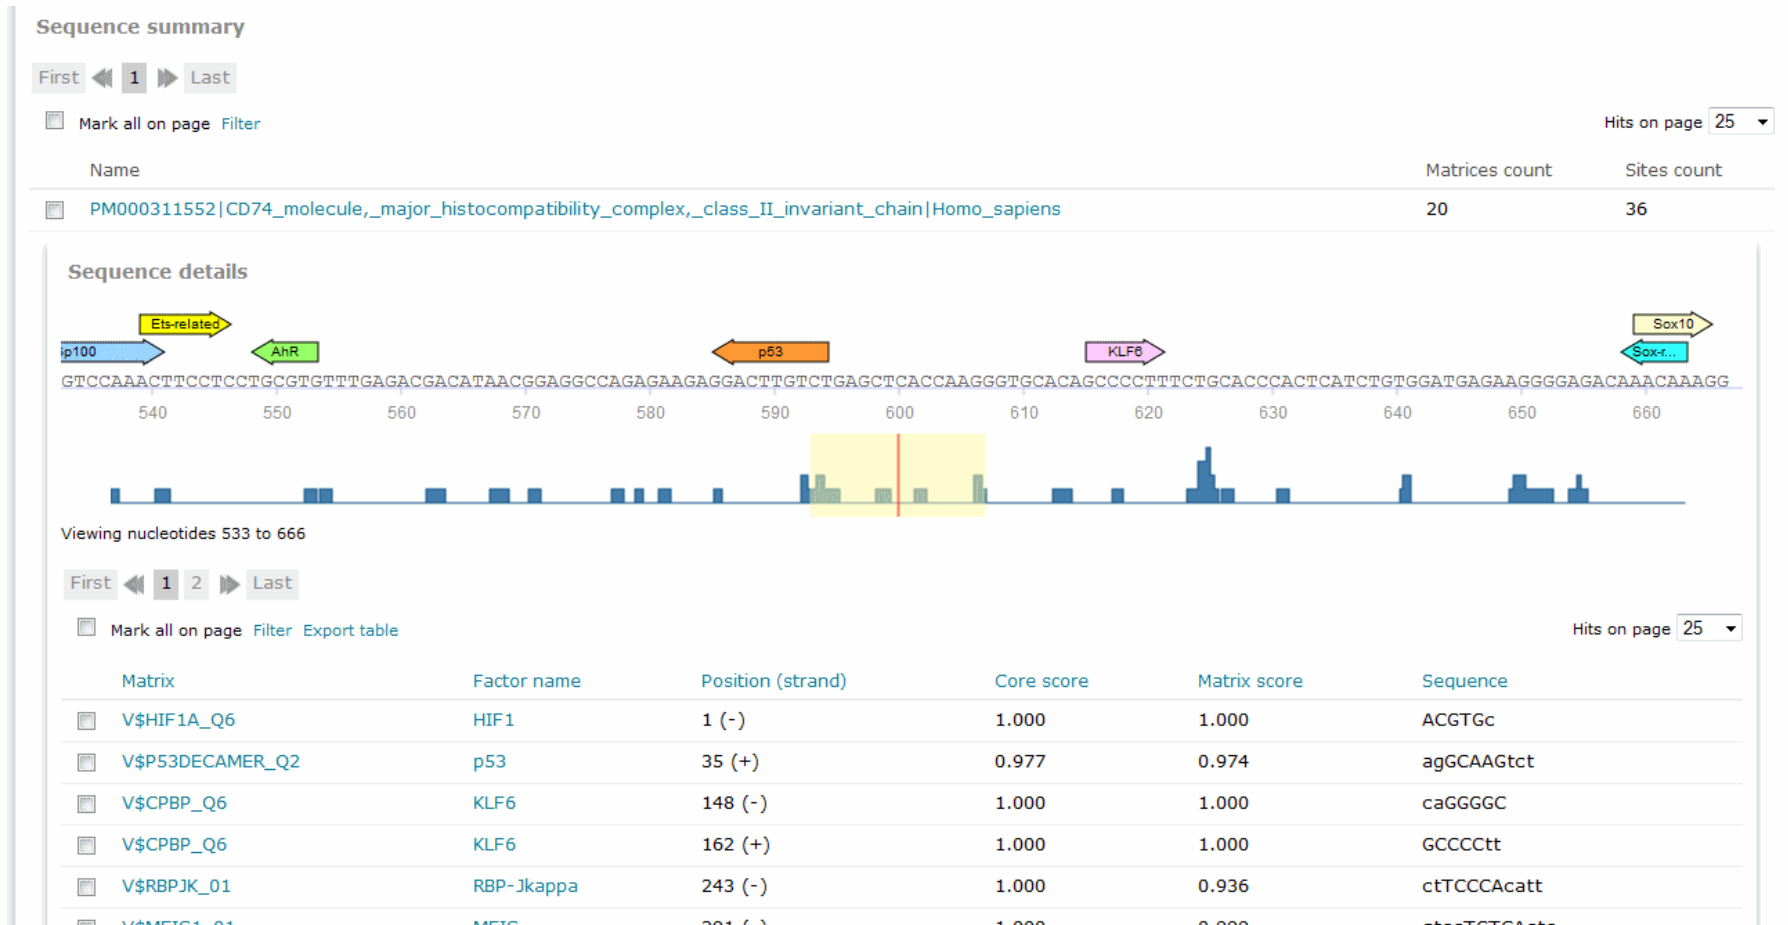 Sequence summary
First 1 Last
Mark all on page Filter
Hits on page 25
Name Matrices count Sites count
PM000311552|CD74_molecule,_major_histocompatibility_complex,_class_II_invariant_chain|Homo_sapiens 20 36
Sequence details
Ets-related Sox10
Sp100 AhR p53 KLF6 Sox-r...
GTCCAAACTTCCTCCTGCGTGTTTGAGACGACATAACGGAGGCCAGAGAAGAGGACTTGTCTGAGCTCACCAAGGGTGCACAGCCCCTTTCTGCACCCACTCATCTGTGGATGAGAAGGGGAGACAAACAAAGG
540 550 560 570 580 590 600 610 620 630 640 650 660
Viewing nucleotides 533 to 666
First 1 2 Last
Mark all on page Filter Export table
Hits on page 25
Matrix Factor name Position (strand) Core score Matrix score Sequence
V$HIF1A_Q6 HIF1 1 (-) 1.000 1.000 ACGTGc
V$P53DECAMER_Q2 p53 35 (+) 0.977 0.974 agGCAAGtct
V$CPBP_Q6 KLF6 148 (-) 1.000 1.000 caGGGGC
V$CPBP_Q6 KLF6 162 (+) 1.000 1.000 GCCCCtt
V$RBPJK_01 RBP-Jkappa 243 (-) 1.000 0.936 ctTCCCAcatt